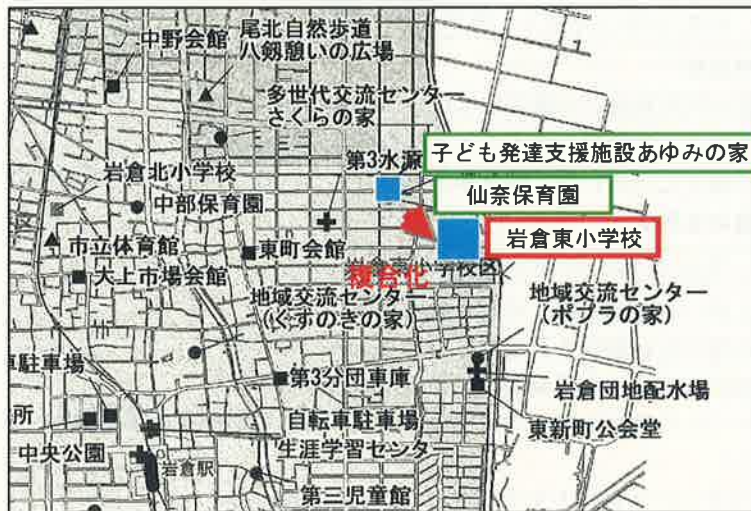 尾北自然歩道
中野会館
八剱憩いの広場
多世代交流センター
さくらの家
第3水源
子ども発達支援施設あゆみの家
岩倉北小学校
仙奈保育園
中部保育園
市立体育館
東町会館
岩倉東小学校
大上市場会館
複合化
地域交流センター
(くすのきの家)
地域交流センター
(ポプラの家)
駐車場
第3分団車庫
岩倉団地配水場
所
自転車駐車場
東新町公会堂
中央公園
生涯学習センター
岩倉駅
第三児童館